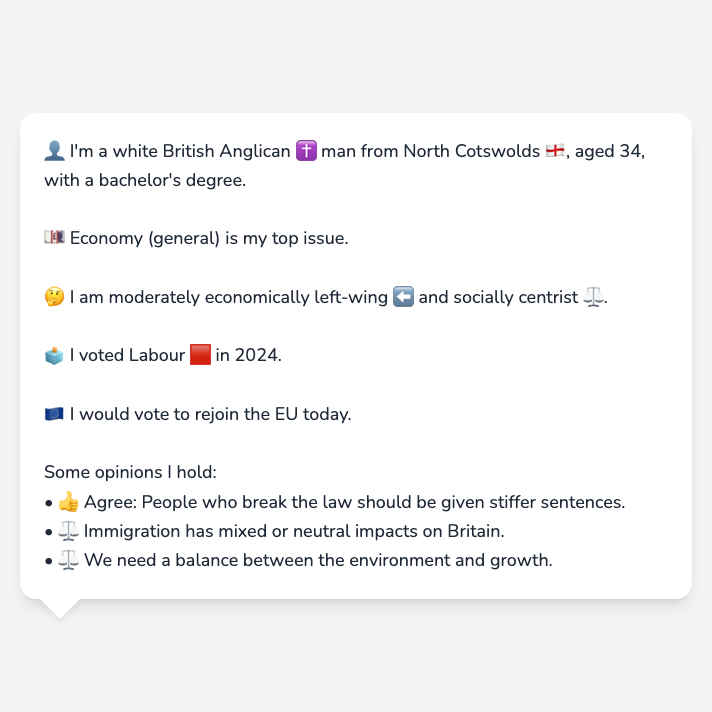 👤 I'm a white British Anglican ✝️ man from North Cotswolds 🏴󠁧󠁢󠁥󠁮󠁧󠁿, aged 34,
with a bachelor's degree.
💷 Economy (general) is my top issue.
🤔 I am moderately economically left-wing ⬅️ and socially centrist ⚖️.
🗳️ I voted Labour 🟥 in 2024.
🇪🇺 I would vote to rejoin the EU today.
Some opinions I hold:
• 👍 Agree: People who break the law should be given stiffer sentences.
• ⚖️ Immigration has mixed or neutral impacts on Britain.
• ⚖️ We need a balance between the environment and growth.